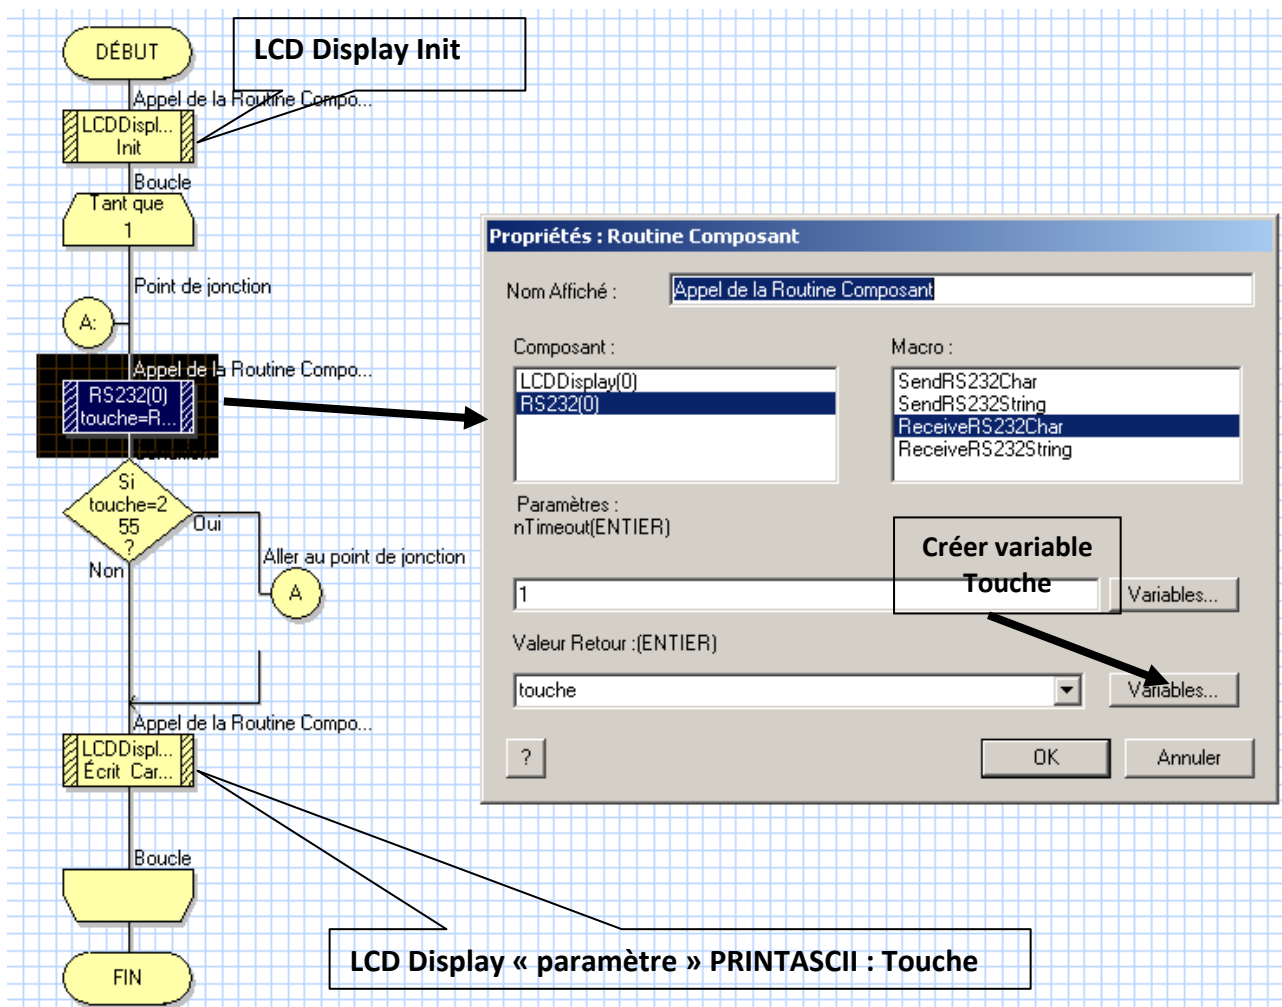 DÉBUT
LCD Display Init
Appel de la Routine Compo...
LCDDispl...
Init
Boucle
Tant que
1
Point de jonction
A:
Appel de la Routine Compo...
RS232(0)
touche=R...
Condition
Si
touche=2
55
?
Oui
Non
Aller au point de jonction
A
Appel de la Routine Compo...
LCDDispl...
Écrit Car...
Boucle
FIN
LCD Display « paramètre » PRINTASCII : Touche
Propriétés : Routine Composant
Nom Affiché :
Appel de la Routine Composant
Composant :
Macro :
LCDDisplay(0)
RS232(0)
SendRS232Char
SendRS232String
ReceiveRS232Char
ReceiveRS232String
Paramètres :
nTimeout(ENTIER)
Créer variable
Touche
1
Variables...
Valeur Retour :(ENTIER)
touche
Variables...
?
OK
Annuler